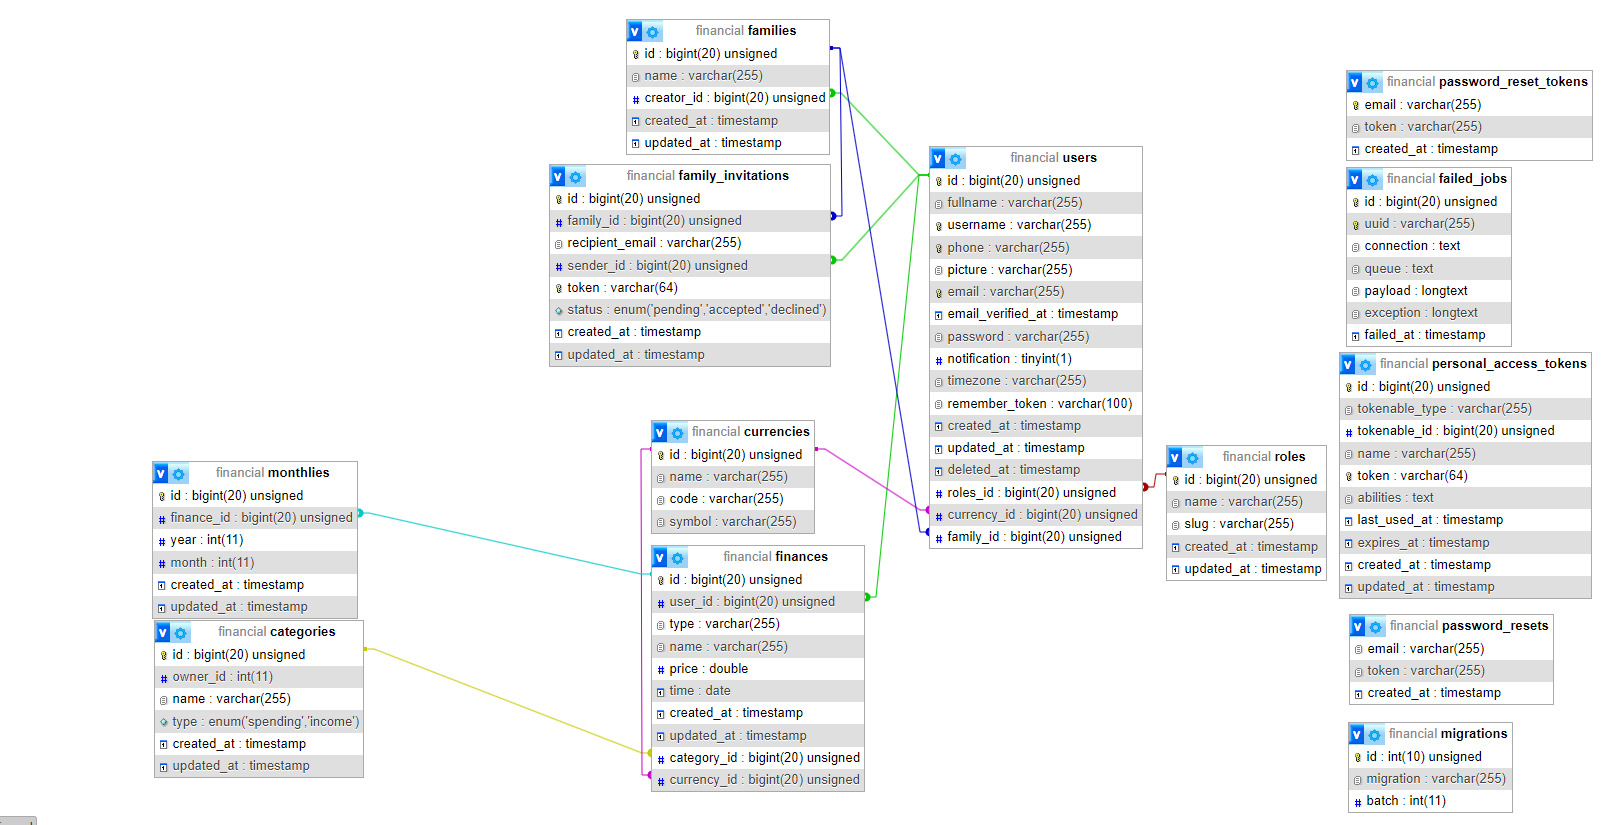 financial families
id : bigint(20) unsigned
name : varchar(255)
creator_id : bigint(20) unsigned
created_at : timestamp
updated_at : timestamp
financial family_invitations
id : bigint(20) unsigned
family_id : bigint(20) unsigned
recipient_email : varchar(255)
sender_id : bigint(20) unsigned
token : varchar(64)
status : enum('pending','accepted','declined')
created_at : timestamp
updated_at : timestamp
financial users
id : bigint(20) unsigned
fullname : varchar(255)
username : varchar(255)
phone : varchar(255)
picture : varchar(255)
email : varchar(255)
email_verified_at : timestamp
password : varchar(255)
notification : tinyint(1)
timezone : varchar(255)
remember_token : varchar(100)
created_at : timestamp
updated_at : timestamp
deleted_at : timestamp
roles_id : bigint(20) unsigned
currency_id : bigint(20) unsigned
family_id : bigint(20) unsigned
financial currencies
id : bigint(20) unsigned
name : varchar(255)
code : varchar(255)
symbol : varchar(255)
financial monthlies
id : bigint(20) unsigned
finance_id : bigint(20) unsigned
year : int(11)
month : int(11)
created_at : timestamp
updated_at : timestamp
financial categories
id : bigint(20) unsigned
owner_id : int(11)
name : varchar(255)
type : enum('spending','income')
created_at : timestamp
updated_at : timestamp
financial finances
id : bigint(20) unsigned
user_id : bigint(20) unsigned
type : varchar(255)
name : varchar(255)
price : double
time : date
created_at : timestamp
updated_at : timestamp
category_id : bigint(20) unsigned
currency_id : bigint(20) unsigned
financial roles
id : bigint(20) unsigned
name : varchar(255)
slug : varchar(255)
created_at : timestamp
updated_at : timestamp
financial password_reset_tokens
email : varchar(255)
token : varchar(255)
created_at : timestamp
financial failed_jobs
id : bigint(20) unsigned
uuid : varchar(255)
connection : text
queue : text
payload : longtext
exception : longtext
failed_at : timestamp
financial personal_access_tokens
id : bigint(20) unsigned
tokenable_type : varchar(255)
tokenable_id : bigint(20) unsigned
name : varchar(255)
token : varchar(64)
abilities : text
last_used_at : timestamp
expires_at : timestamp
created_at : timestamp
updated_at : timestamp
financial password_resets
email : varchar(255)
token : varchar(255)
created_at : timestamp
financial migrations
id : int(10) unsigned
migration : varchar(255)
batch : int(11)